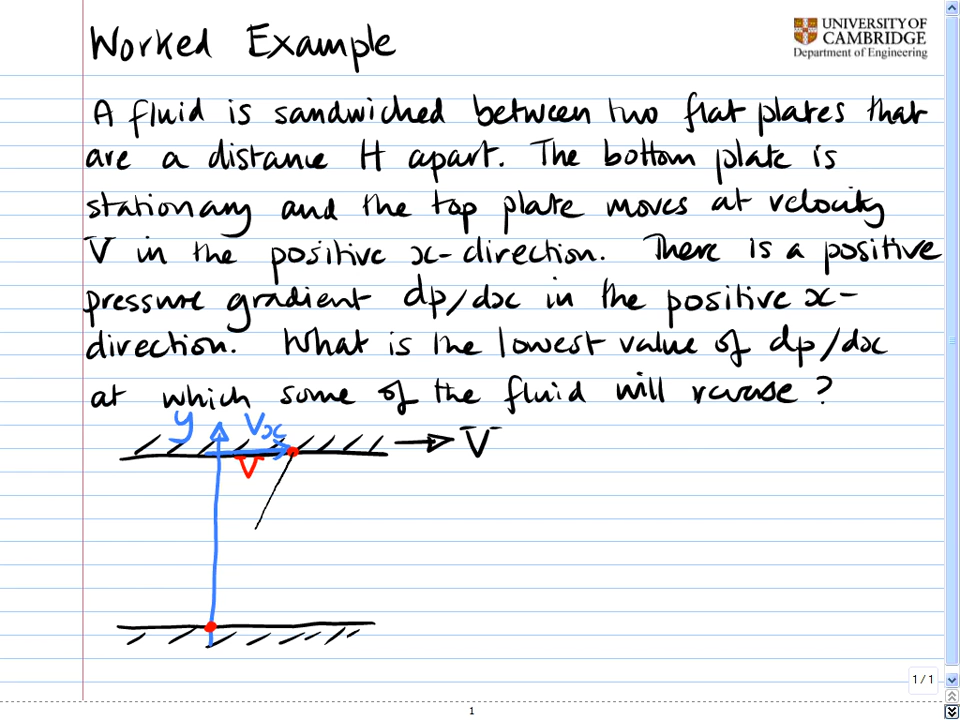 Worked Example
UNIVERSITY OF
CAMBRIDGE
Department of Engineering
A fluid is sandwiched between two flat plates that
are a distance H apart. The bottom plate is
stationary and the top plate moves at velocity
V in the positive x-direction. There is a positive
pressure gradient dp/dx in the positive x-
direction. What is the lowest value of dp/dx
at which some of the fluid will reverse?
y Vx
V
V
1 / 1
1